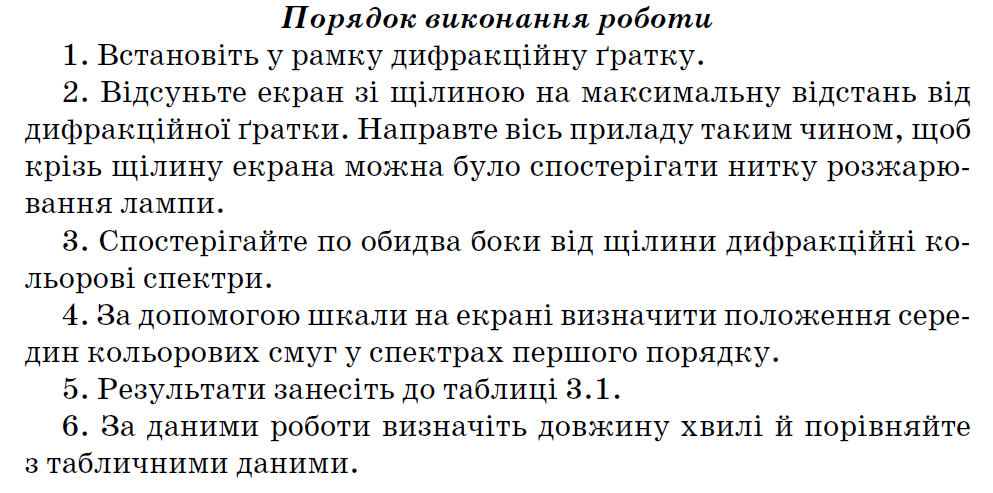 Порядок виконання роботи
1. Встановіть у рамку дифракційну ґратку.
2. Відсуньте екран зі щілиною на максимальну відстань від
дифракційної ґратки. Направте вісь приладу таким чином, щоб
крізь щілину екрана можна було спостерігати нитку розжарю-
вання лампи.
3. Спостерігайте по обидва боки від щілини дифракційні ко-
льорові спектри.
4. За допомогою шкали на екрані визначити положення сере-
дин кольорових смуг у спектрах першого порядку.
5. Результати занесіть до таблиці 3.1.
6. За даними роботи визначіть довжину хвилі й порівняйте
з табличними даними.